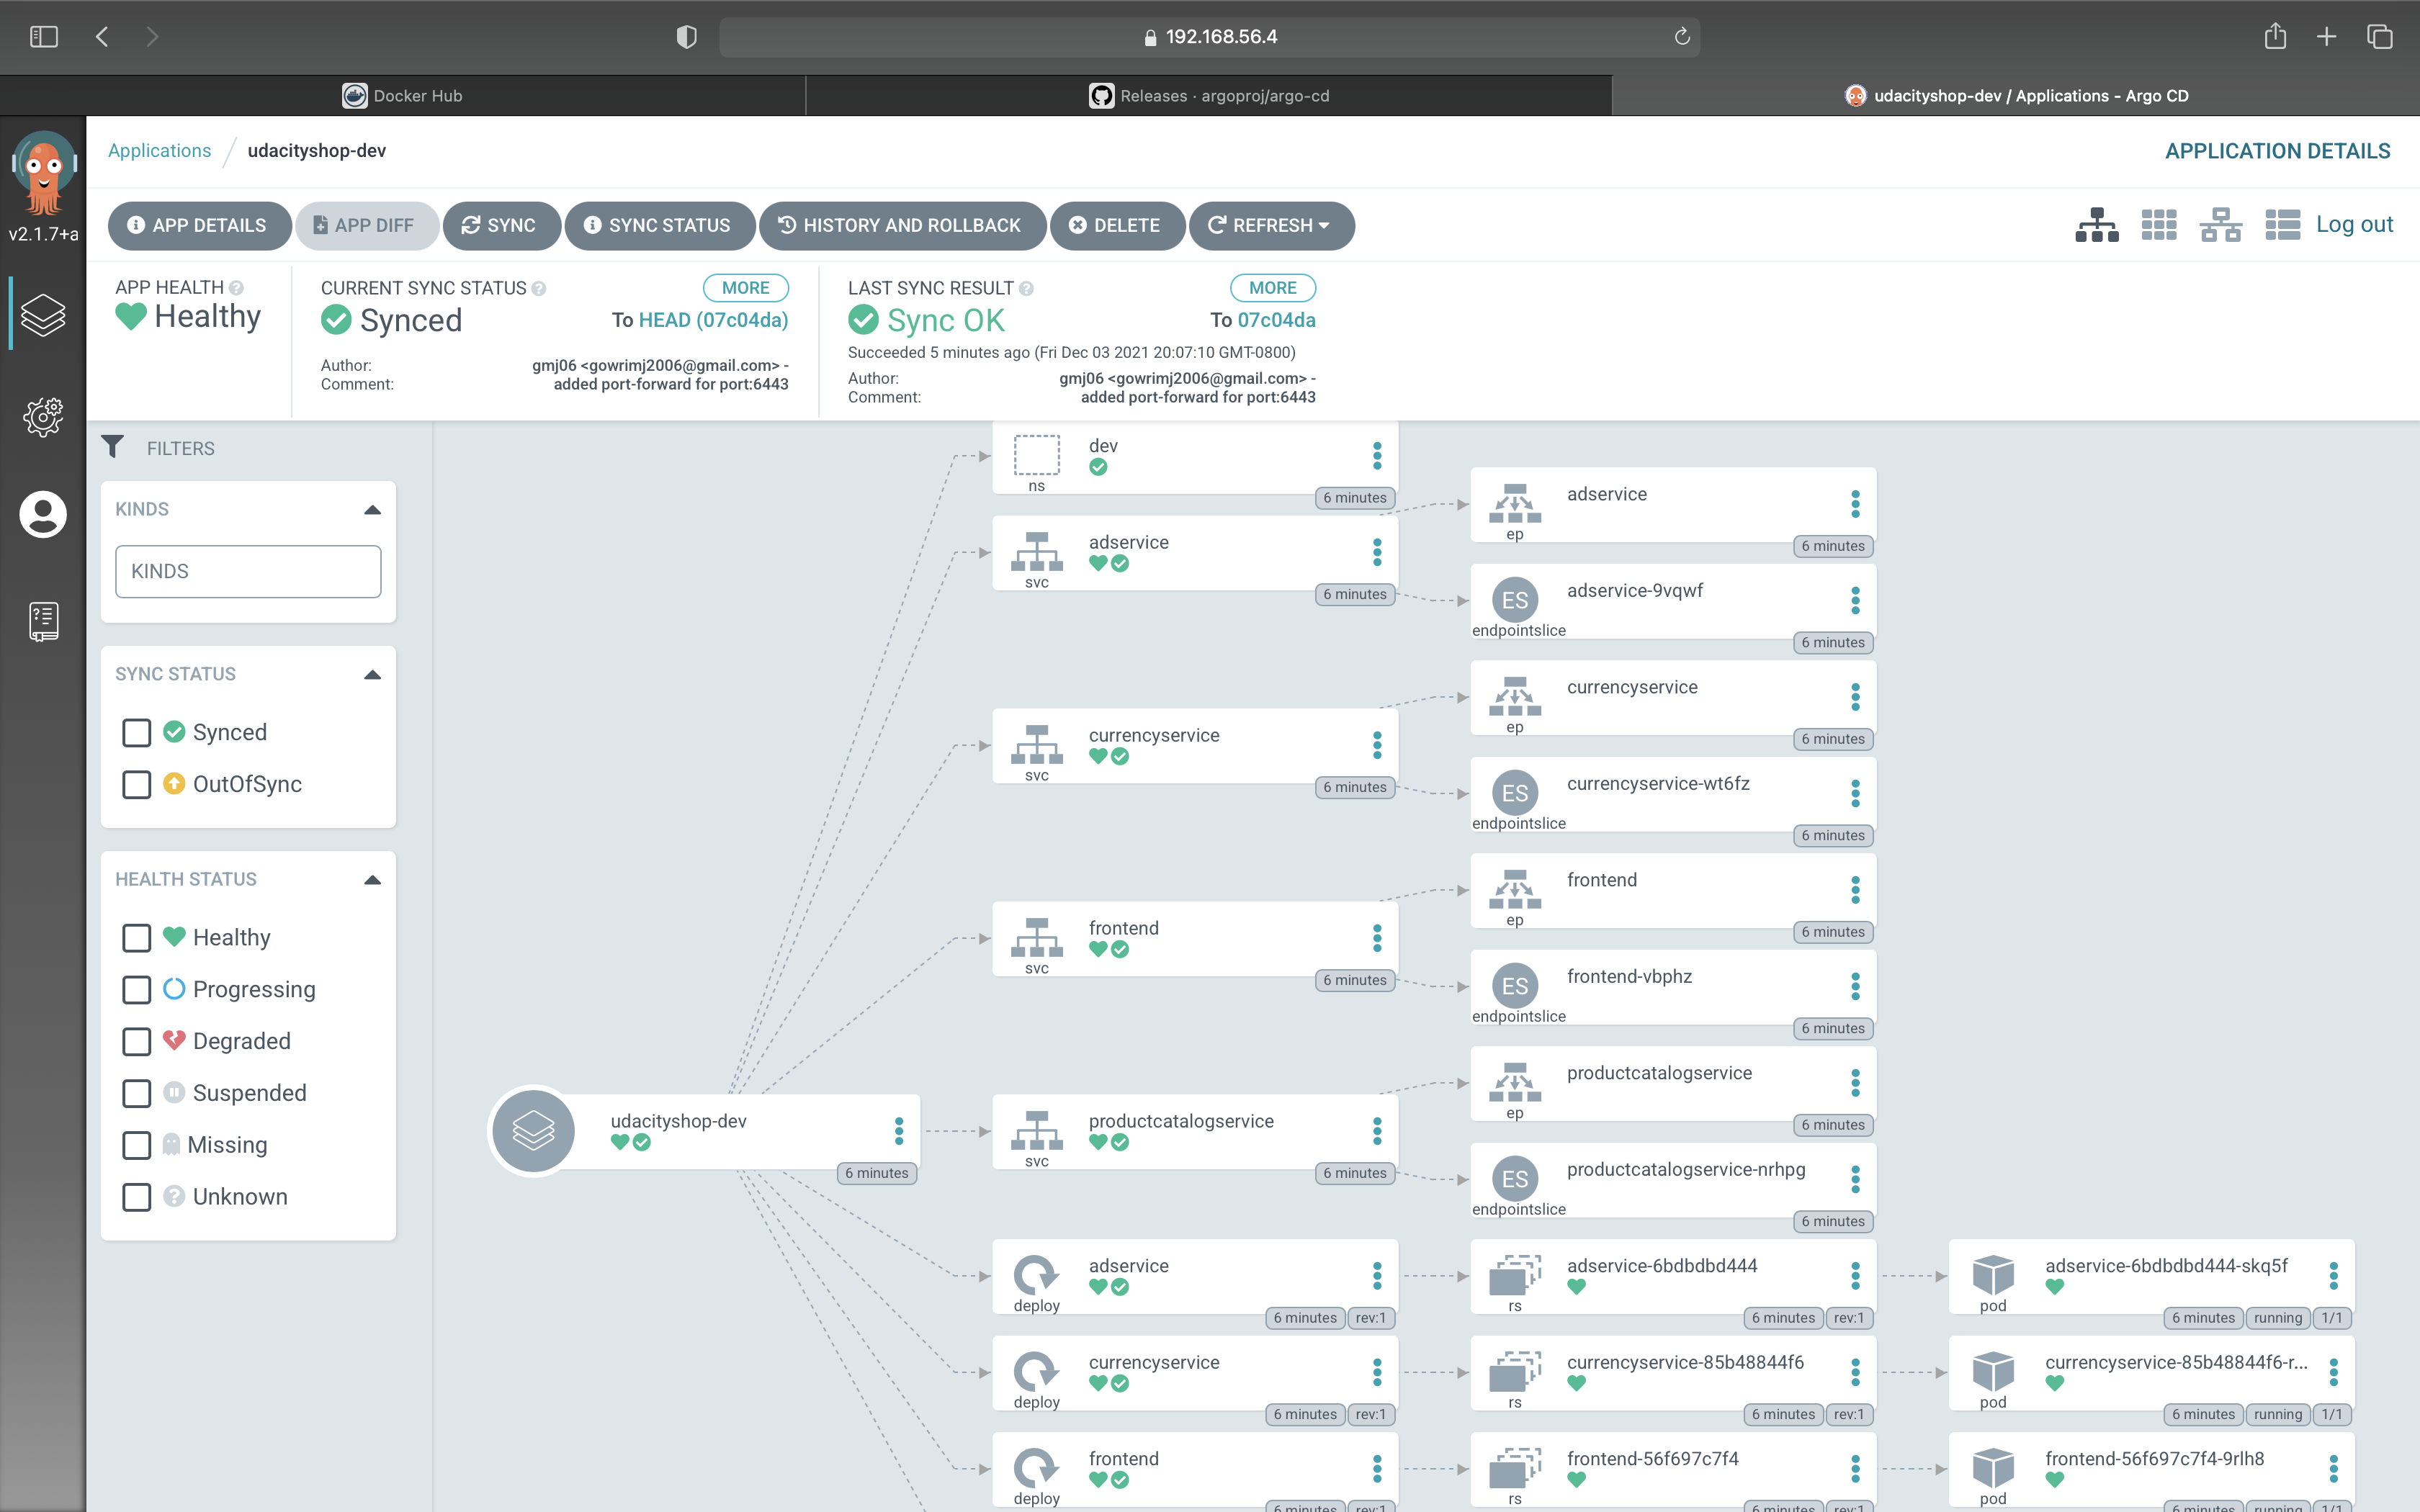 192.168.56.4
Docker Hub
Releases · argoproj/argo-cd
udacityshop-dev / Applications - Argo CD
v2.1.7+a
Applications / udacityshop-dev
APPLICATION DETAILS
APP DETAILS
APP DIFF
SYNC
SYNC STATUS
HISTORY AND ROLLBACK
DELETE
REFRESH
Log out
APP HEALTH
Healthy
CURRENT SYNC STATUS
MORE
Synced
To HEAD (07c04da)
Author: gmj06 <gowrimj2006@gmail.com> -
Comment: added port-forward for port:6443
LAST SYNC RESULT
MORE
Sync OK
To 07c04da
Succeeded 5 minutes ago (Fri Dec 03 2021 20:07:10 GMT-0800)
Author: gmj06 <gowrimj2006@gmail.com> -
Comment: added port-forward for port:6443
FILTERS
KINDS
KINDS
SYNC STATUS
Synced
OutOfSync
HEALTH STATUS
Healthy
Progressing
Degraded
Suspended
Missing
Unknown
udacityshop-dev
6 minutes
dev
ns
6 minutes
adservice
svc
6 minutes
adservice
ep
6 minutes
ES
adservice-9vqwf
endpointslice
6 minutes
currencyservice
svc
6 minutes
currencyservice
ep
6 minutes
ES
currencyservice-wt6fz
endpointslice
6 minutes
frontend
svc
6 minutes
frontend
ep
6 minutes
ES
frontend-vbphz
endpointslice
6 minutes
productcatalogservice
svc
6 minutes
productcatalogservice
ep
6 minutes
ES
productcatalogservice-nrhpg
endpointslice
6 minutes
adservice
deploy
6 minutes rev:1
adservice-6bdbdbd444
rs
6 minutes rev:1
adservice-6bdbdbd444-skq5f
pod
6 minutes running 1/1
currencyservice
deploy
6 minutes rev:1
currencyservice-85b48844f6
rs
6 minutes rev:1
currencyservice-85b48844f6-r...
pod
6 minutes running 1/1
frontend
deploy
6 minutes rev:1
frontend-56f697c7f4
rs
6 minutes rev:1
frontend-56f697c7f4-9rlh8
pod
6 minutes running 1/1